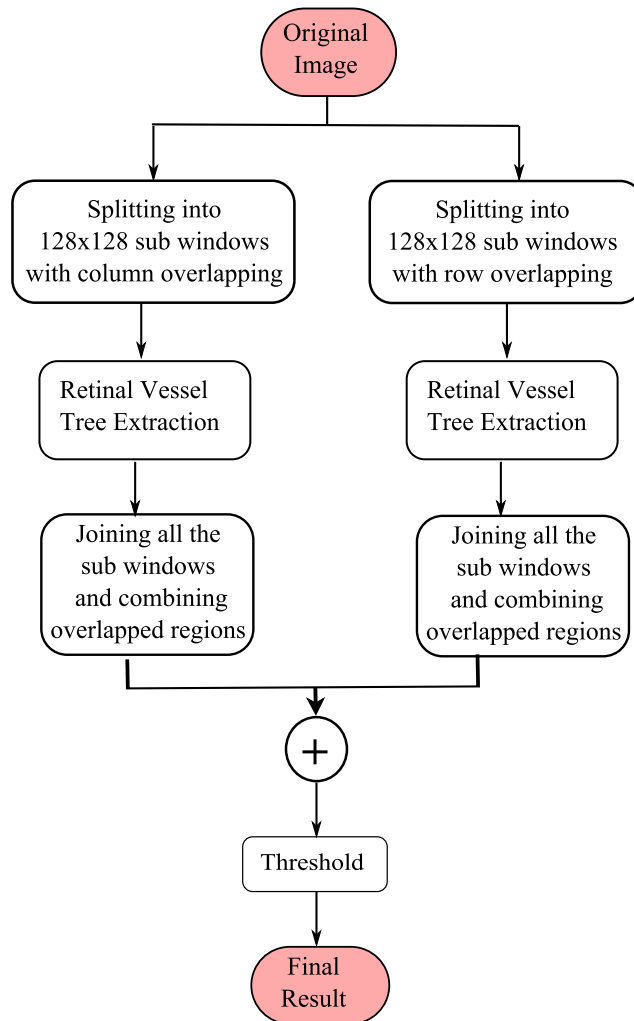 Original
Image
Splitting into
128x128 sub windows
with column overlapping
Splitting into
128x128 sub windows
with row overlapping
Retinal Vessel
Tree Extraction
Retinal Vessel
Tree Extraction
Joining all the
sub windows
and combining
overlapped regions
Joining all the
sub windows
and combining
overlapped regions
+
Threshold
Final
Result